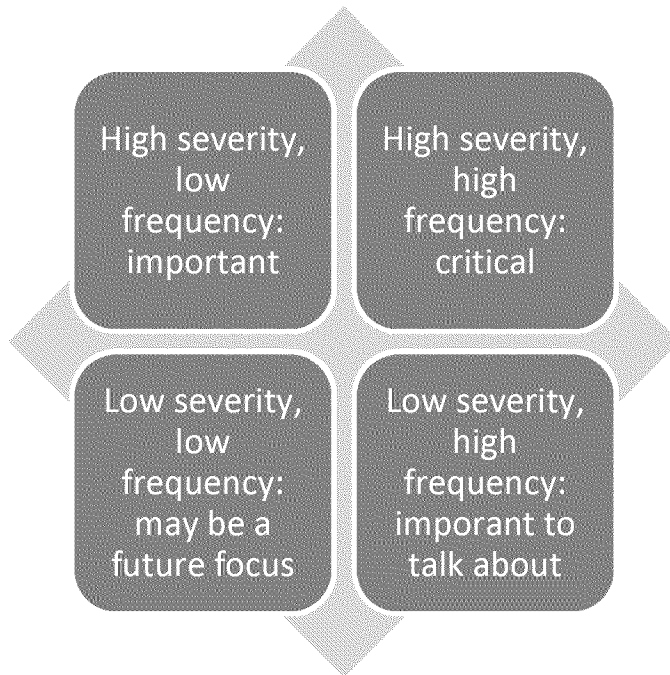 High severity,
low
frequency:
important
High severity,
high
frequency:
critical
Low severity,
low
frequency:
may be a
future focus
Low severity,
high
frequency:
imporant to
talk about